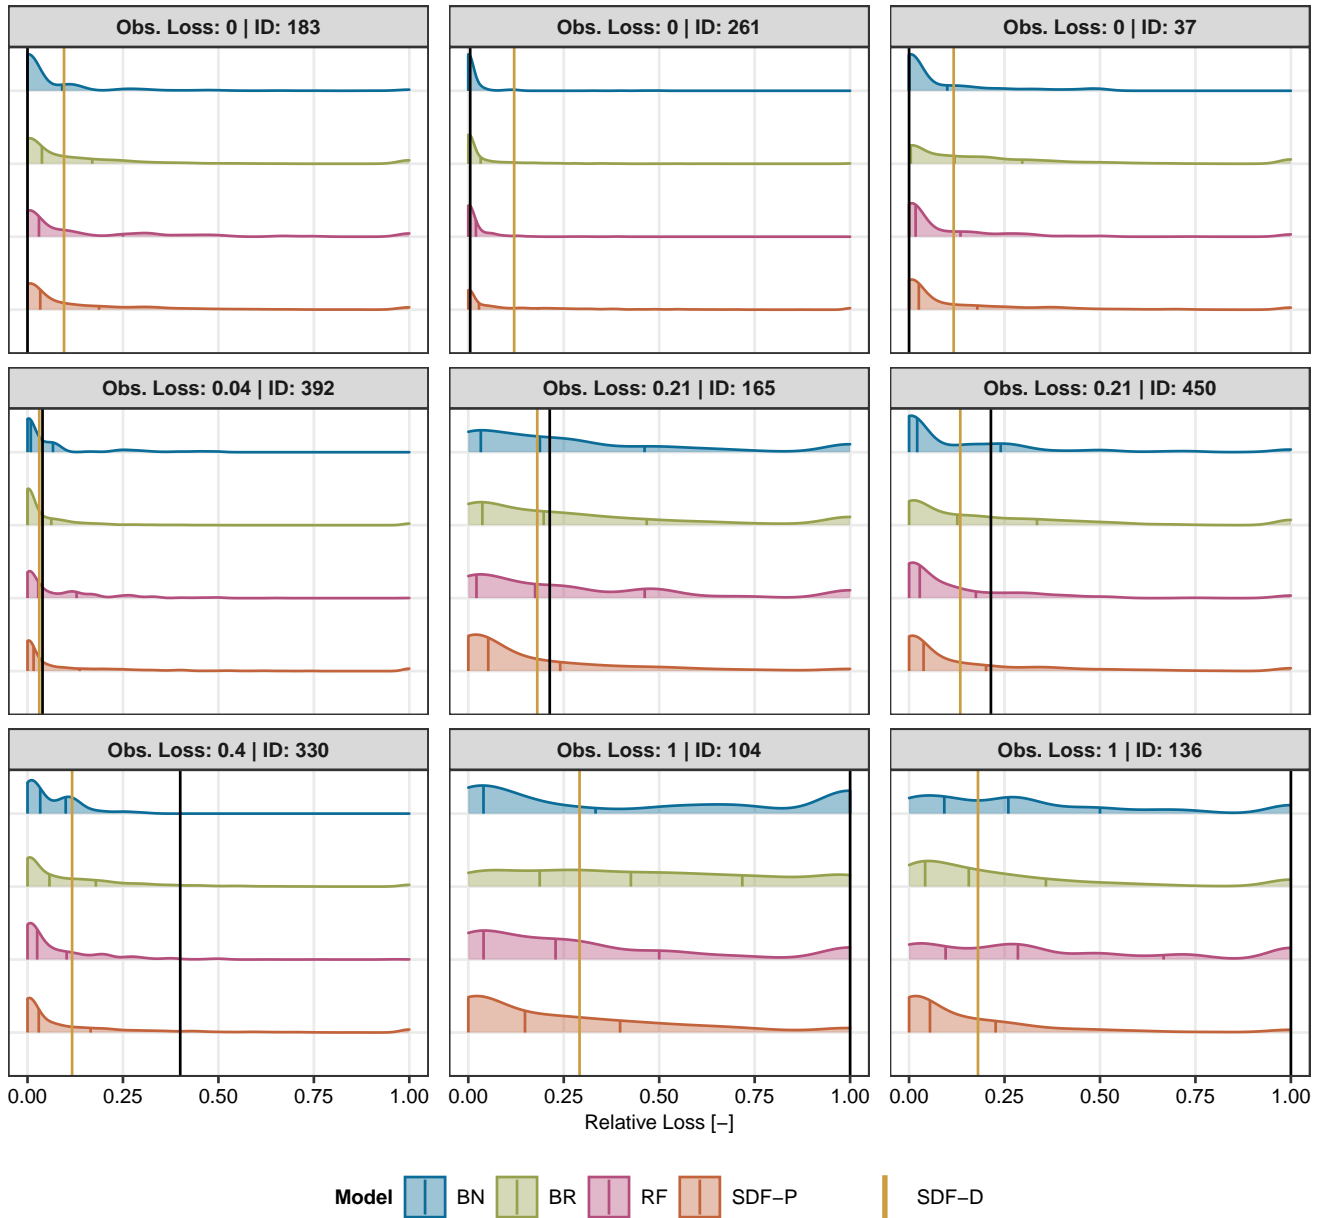 Obs. Loss: 0 | ID: 183
Obs. Loss: 0 | ID: 261
Obs. Loss: 0 | ID: 37
Obs. Loss: 0.04 | ID: 392
Obs. Loss: 0.21 | ID: 165
Obs. Loss: 0.21 | ID: 450
Obs. Loss: 0.4 | ID: 330
Obs. Loss: 1 | ID: 104
Obs. Loss: 1 | ID: 136
0.00 0.25 0.50 0.75 1.00
0.00 0.25 0.50 0.75 1.00
0.00 0.25 0.50 0.75 1.00
Relative Loss [−]
Model BN BR RF SDF−P SDF−D